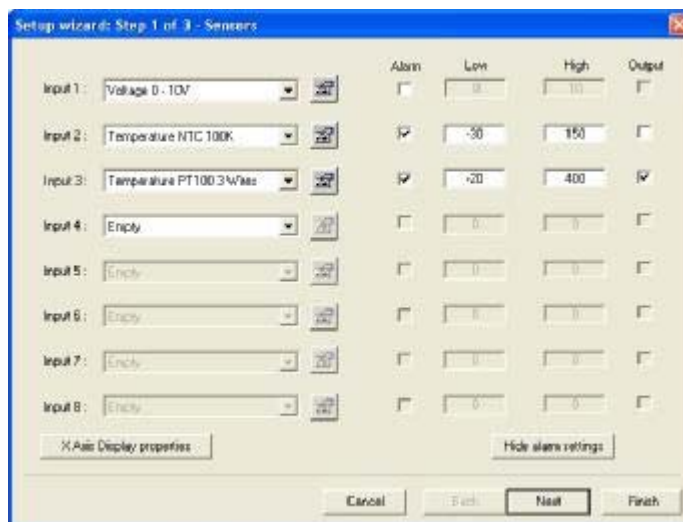 Setup wizard: Step 1 of 3 - Sensors
Alarm Low High Output
Input 1: Voltage 0 - 10V 0 10
Input 2: Temperature NTC 100K -30 150
Input 3: Temperature PT100 3 Wires -20 400
Input 4: Empty 0 0
Input 5: Empty 0 0
Input 6: Empty 0 0
Input 7: Empty 0 0
Input 8: Empty 0 0
X Axis Display properties Hide alarm settings
Cancel Back Next Finish